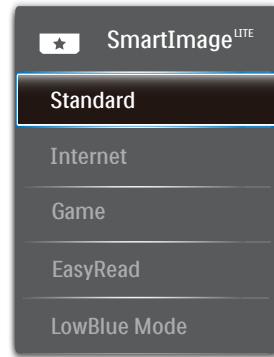 SmartImage LITE
Standard
Internet
Game
EasyRead
LowBlue Mode